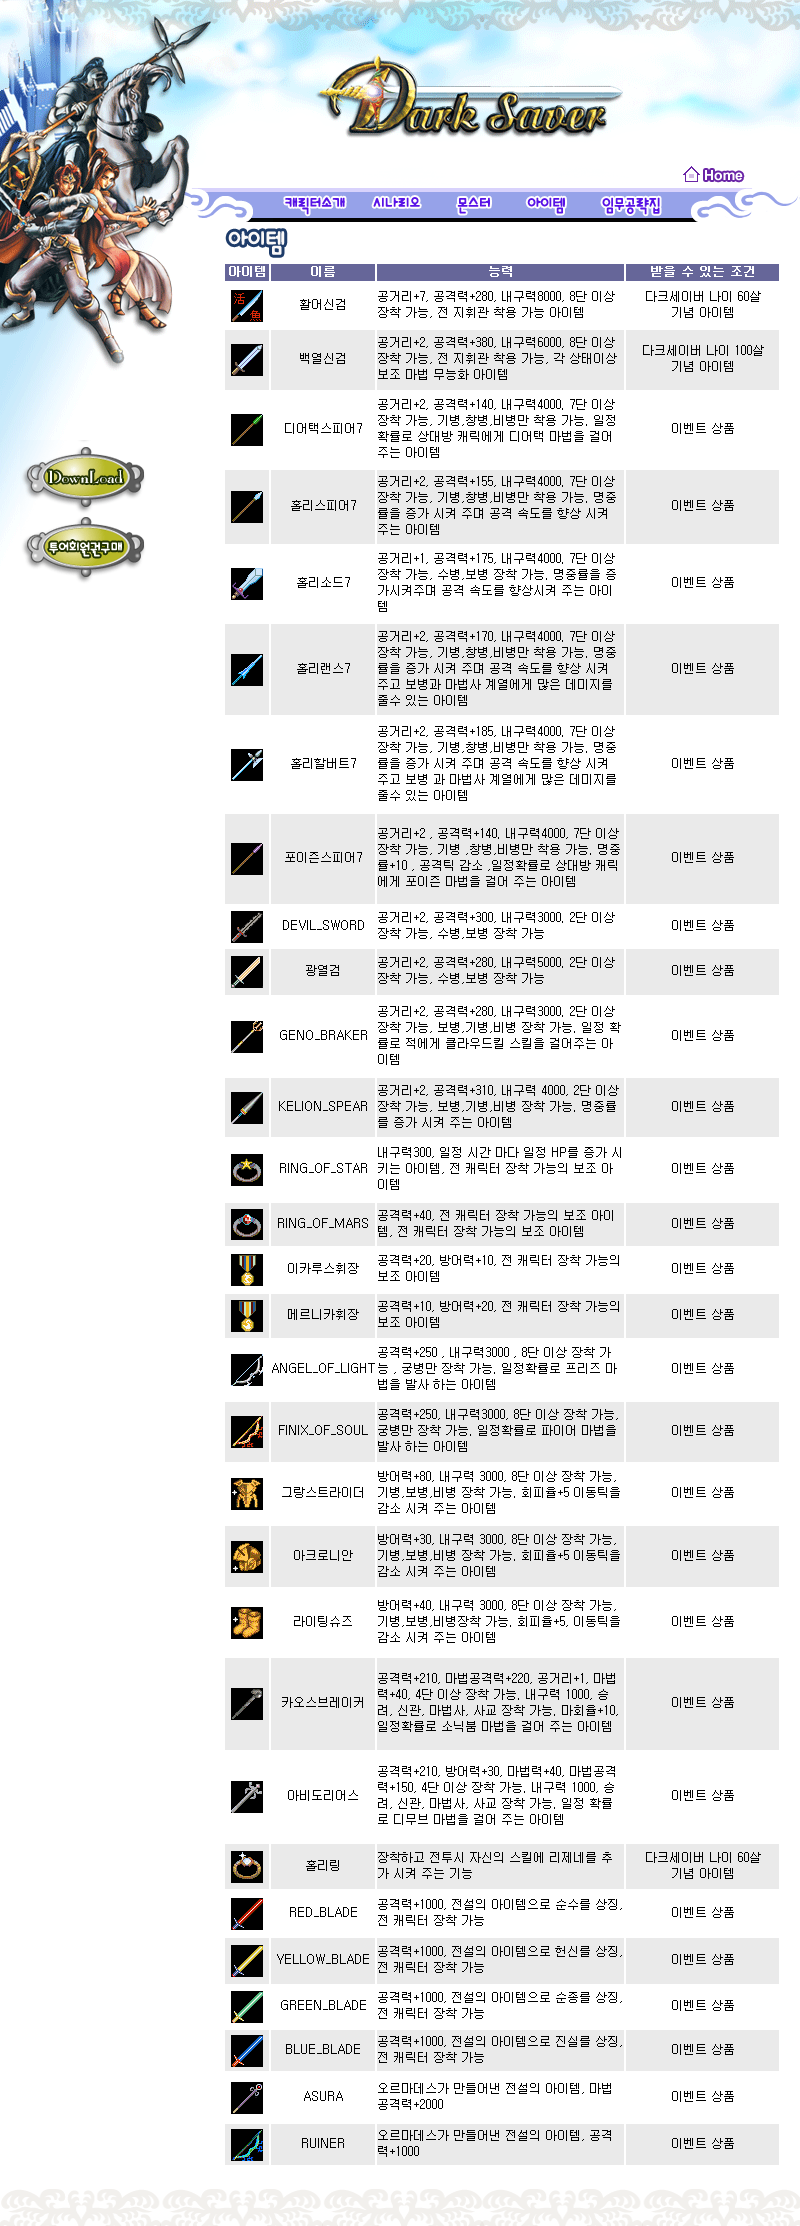 Dark Saver
Home
캐릭터소개 시나리오 몬스터 아이템 임무공략집
아이템
아이템 이름 능력 받을 수 있는 조건
活魚
활어신검
공거리+7, 공격력+280, 내구력8000, 8단 이상
장착 가능, 전 지휘관 착용 가능 아이템
다크세이버 나이 60살
기념 아이템
백열신검
공거리+2, 공격력+380, 내구력6000, 8단 이상
장착 가능, 전 지휘관 착용 가능, 각 상태이상
보조 마법 무능화 아이템
다크세이버 나이 100살
기념 아이템
디어택스피어7
공거리+2, 공격력+140, 내구력4000, 7단 이상
장착 가능, 기병,창병,비병만 착용 가능. 일정
확률로 상대방 캐릭에게 디어택 마법을 걸어
주는 아이템
이벤트 상품
DownLoad
홀리스피어7
공거리+2, 공격력+155, 내구력4000, 7단 이상
장착 가능, 기병,창병,비병만 착용 가능. 명중
률을 증가 시켜 주며 공격 속도를 향상 시켜
주는 아이템
이벤트 상품
투어회원권구매
홀리소드7
공거리+1, 공격력+175, 내구력4000, 7단 이상
장착 가능, 수병,보병 장착 가능. 명중률을 증
가시켜주며 공격 속도를 향상시켜 주는 아이
템
이벤트 상품
홀리랜스7
공거리+2, 공격력+170, 내구력4000, 7단 이상
장착 가능, 기병,창병,비병만 착용 가능. 명중
률을 증가 시켜 주며 공격 속도를 향상 시켜
주고 보병과 마법사 계열에게 많은 데미지를
줄수 있는 아이템
이벤트 상품
홀리할버트7
공거리+2, 공격력+185, 내구력4000, 7단 이상
장착 가능, 기병,창병,비병만 착용 가능. 명중
률을 증가 시켜 주며 공격 속도를 향상 시켜
주고 보병 과 마법사 계열에게 많은 데미지를
줄수 있는 아이템
이벤트 상품
포이즌스피어7
공거리+2 , 공격력+140, 내구력4000, 7단 이상
장착 가능, 기병 ,창병,비병만 착용 가능. 명중
률+10 , 공격틱 감소 ,일정확률로 상대방 캐릭
에게 포이즌 마법을 걸어 주는 아이템
이벤트 상품
DEVIL_SWORD
공거리+2, 공격력+300, 내구력3000, 2단 이상
장착 가능, 수병,보병 장착 가능
이벤트 상품
광열검
공거리+2, 공격력+280, 내구력5000, 2단 이상
장착 가능, 수병,보병 장착 가능
이벤트 상품
GENO_BRAKER
공거리+2, 공격력+280, 내구력3000, 2단 이상
장착 가능, 보병,기병,비병 장착 가능. 일정 확
률로 적에게 클라우드킬 스킬을 걸어주는 아
이템
이벤트 상품
KELION_SPEAR
공거리+2, 공격력+310, 내구력 4000, 2단 이상
장착 가능, 보병,기병,비병 장착 가능. 명중률
를 증가 시켜 주는 아이템
이벤트 상품
RING_OF_STAR
내구력300, 일정 시간 마다 일정 HP를 증가 시
키는 아이템, 전 캐릭터 장착 가능의 보조 아
이템
이벤트 상품
RING_OF_MARS
공격력+40, 전 캐릭터 장착 가능의 보조 아이
템, 전 캐릭터 장착 가능의 보조 아이템
이벤트 상품
이카루스휘장
공격력+20, 방어력+10, 전 캐릭터 장착 가능의
보조 아이템
이벤트 상품
메르니카휘장
공격력+10, 방어력+20, 전 캐릭터 장착 가능의
보조 아이템
이벤트 상품
ANGEL_OF_LIGHT
공격력+250 , 내구력3000 , 8단 이상 장착 가
능 , 궁병만 장착 가능. 일정확률로 프리즈 마
법을 발사 하는 아이템
이벤트 상품
FINIX_OF_SOUL
공격력+250, 내구력3000, 8단 이상 장착 가능,
궁병만 장착 가능. 일정확률로 파이어 마법을
발사 하는 아이템
이벤트 상품
그랑스트라이더
방어력+80, 내구력 3000, 8단 이상 장착 가능,
기병,보병,비병 장착 가능. 회피율+5 이동틱을
감소 시켜 주는 아이템
이벤트 상품
아크로니안
방어력+30, 내구력 3000, 8단 이상 장착 가능,
기병,보병,비병 장착 가능. 회피율+5 이동틱을
감소 시켜 주는 아이템
이벤트 상품
라이팅슈즈
방어력+40, 내구력 3000, 8단 이상 장착 가능,
기병,보병,비병장착 가능. 회피율+5, 이동틱을
감소 시켜 주는 아이템
이벤트 상품
카오스브레이커
공격력+210, 마법공격력+220, 공거리+1, 마법
력+40, 4단 이상 장착 가능. 내구력 1000, 승
려, 신관, 마법사, 사교 장착 가능. 마회율+10,
일정확률로 소닉붐 마법을 걸어 주는 아이템
이벤트 상품
아비도리어스
공격력+210, 방어력+30, 마법력+40, 마법공격
력+150, 4단 이상 장착 가능. 내구력 1000, 승
려, 신관, 마법사, 사교 장착 가능. 일정 확률
로 디무브 마법을 걸어 주는 아이템
이벤트 상품
홀리링
장착하고 전투시 자신의 스킬에 리제네를 추
가 시켜 주는 기능
다크세이버 나이 60살
기념 아이템
RED_BLADE
공격력+1000, 전설의 아이템으로 순수를 상징,
전 캐릭터 장착 가능
이벤트 상품
YELLOW_BLADE
공격력+1000, 전설의 아이템으로 헌신를 상징,
전 캐릭터 장착 가능
이벤트 상품
GREEN_BLADE
공격력+1000, 전설의 아이템으로 순종를 상징,
전 캐릭터 장착 가능
이벤트 상품
BLUE_BLADE
공격력+1000, 전설의 아이템으로 진실를 상징,
전 캐릭터 장착 가능
이벤트 상품
ASURA
오르마데스가 만들어낸 전설의 아이템, 마법
공격력+2000
이벤트 상품
RUINER
오르마데스가 만들어낸 전설의 아이템, 공격
력+1000
이벤트 상품